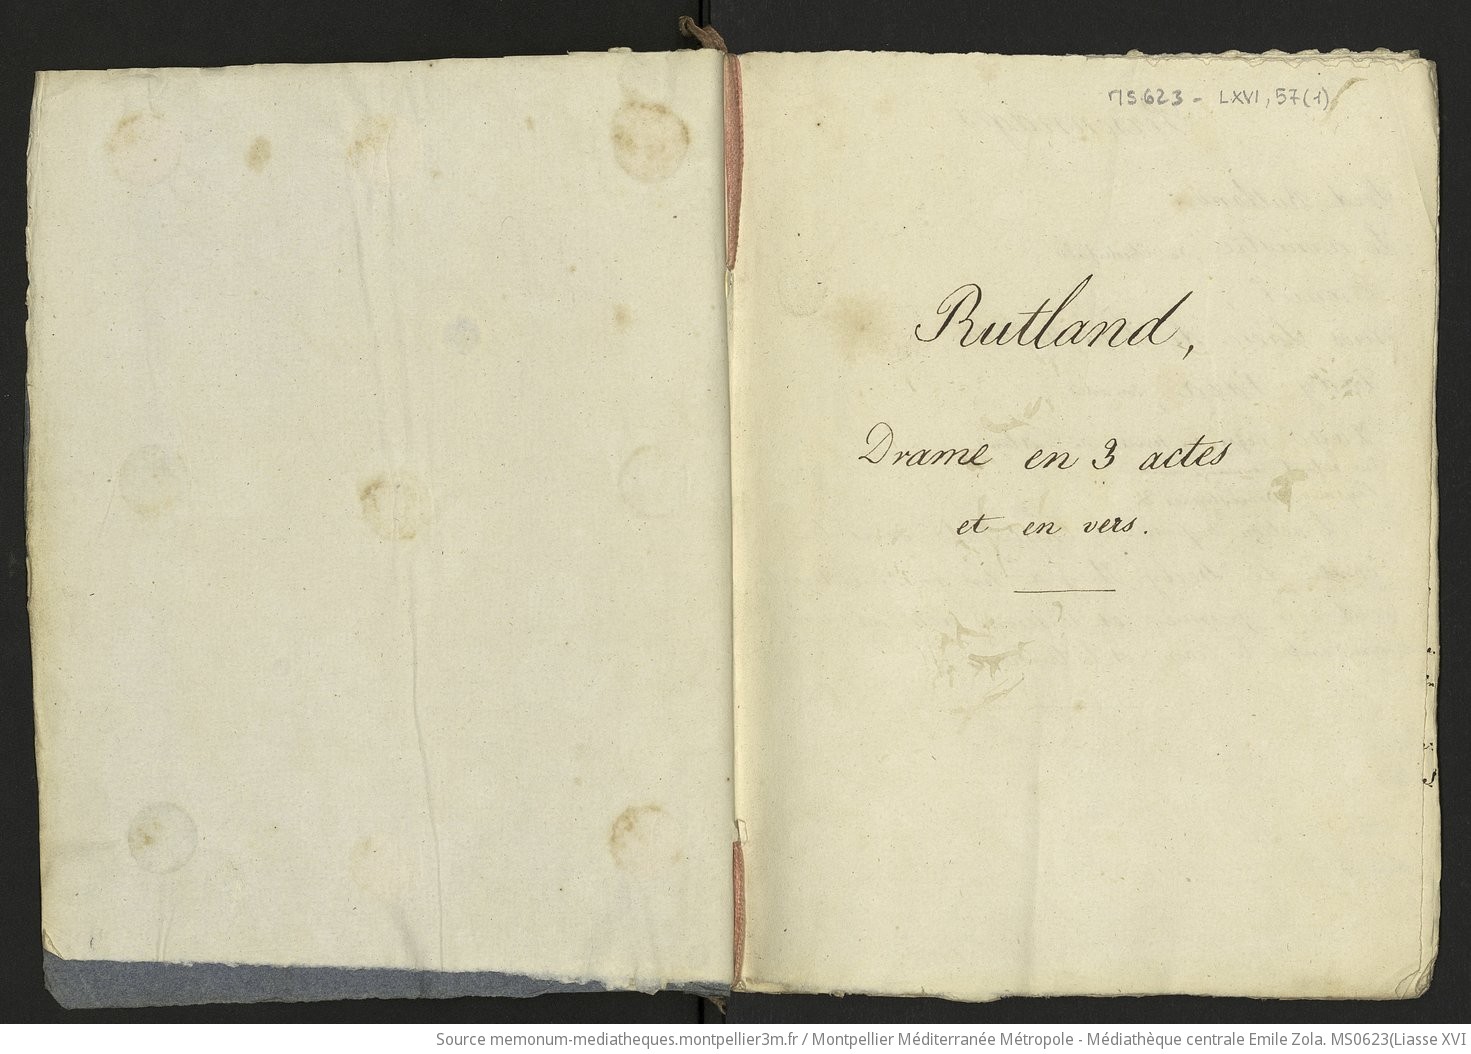 MS623 - LXVI, 57(1)
Rutland,
Drame en 3 actes
et en vers.
Source memonum-mediatheques.montpellier3m.fr / Montpellier Méditerranée Métropole - Médiathèque centrale Emile Zola. MS0623(Liasse XVI